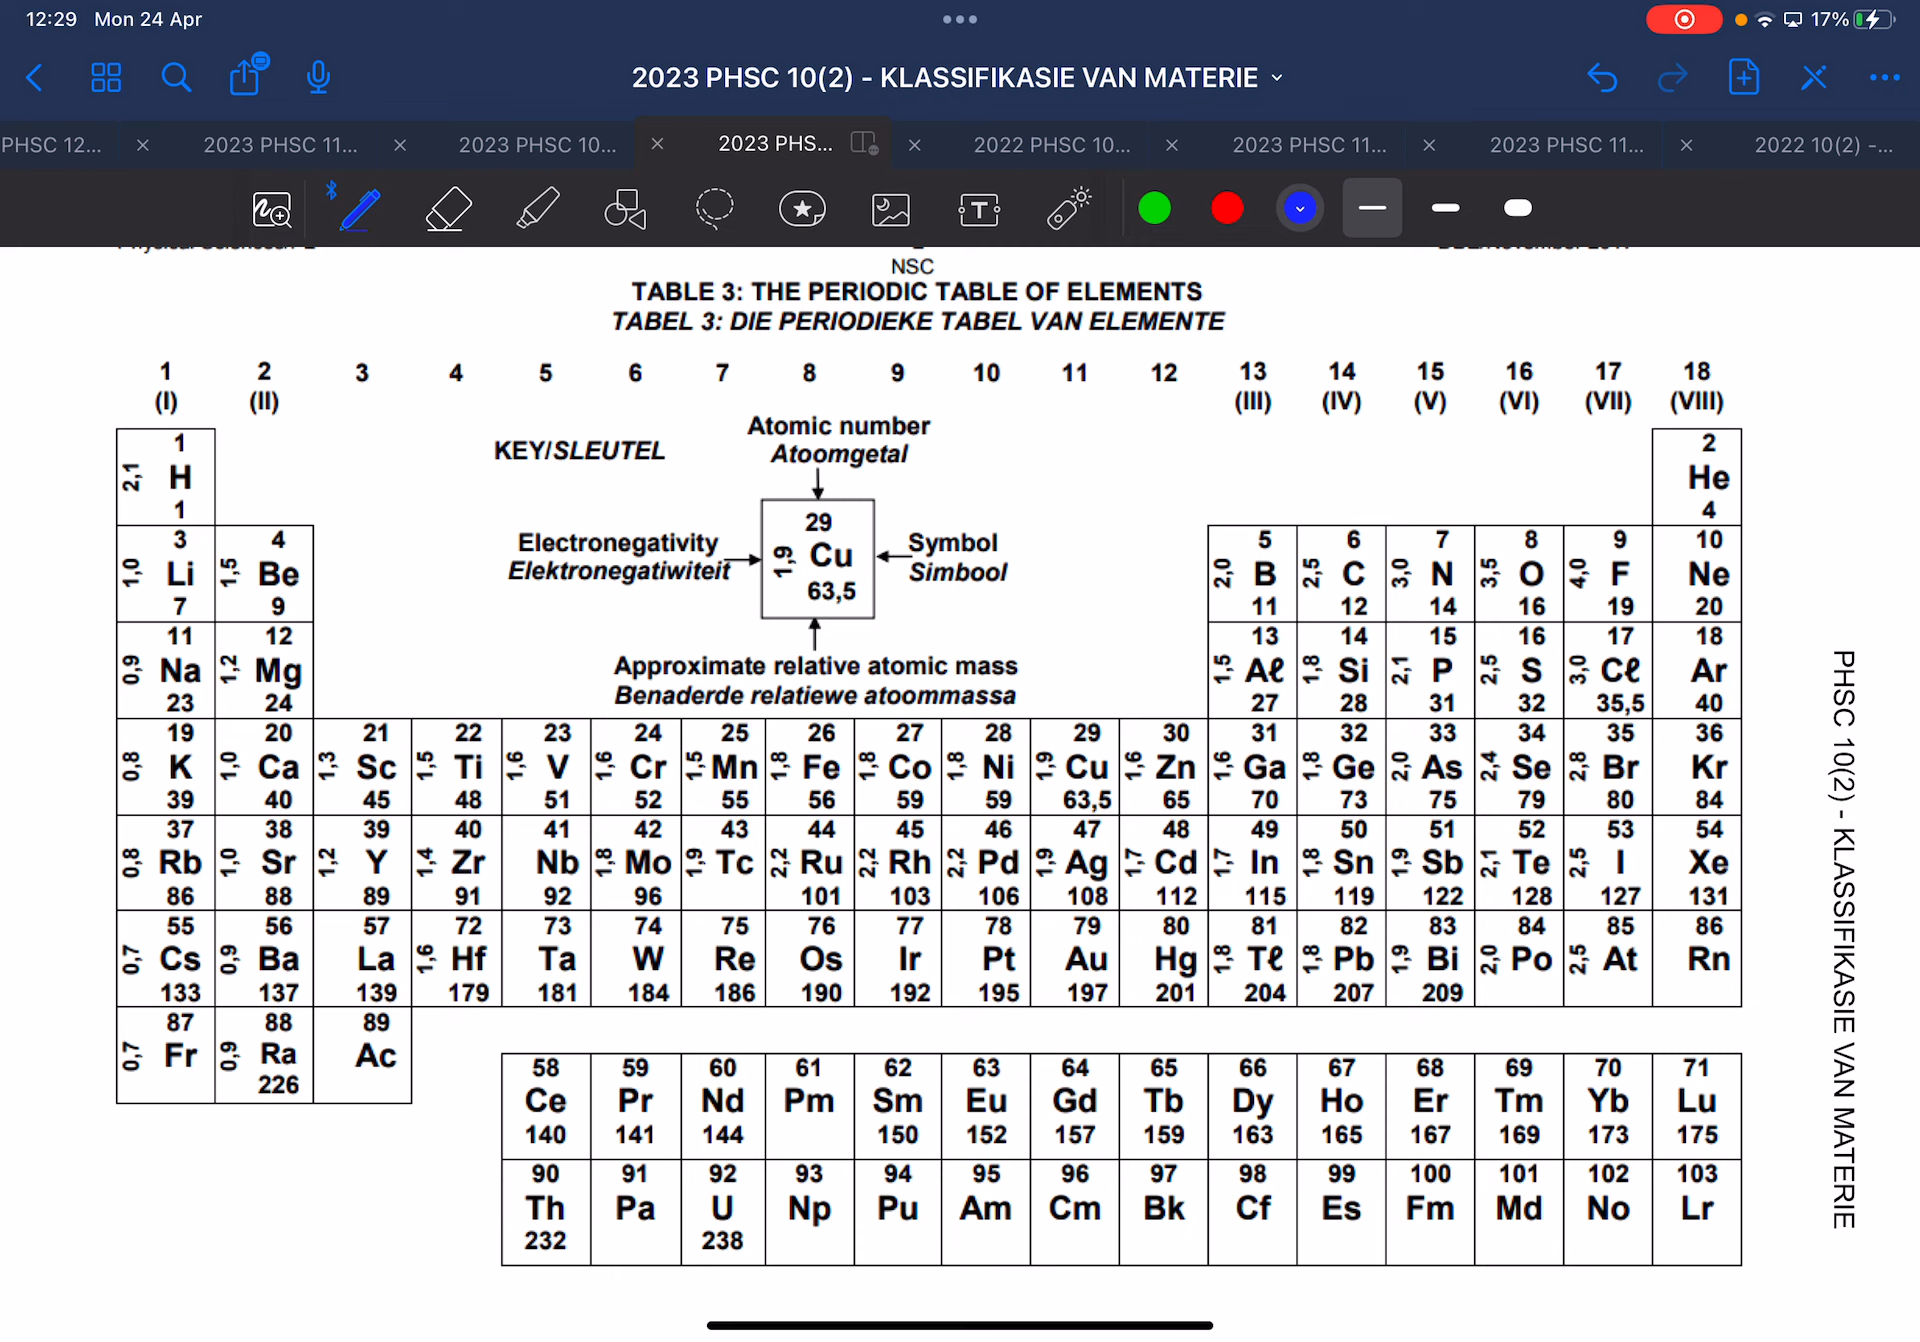 12:29 Mon 24 Apr
17%
2023 PHSC 10(2) - KLASSIFIKASIE VAN MATERIE
PHSC 12... 2023 PHSC 11... 2023 PHSC 10... 2023 PHS... 2022 PHSC 10... 2023 PHSC 11... 2023 PHSC 11... 2022 10(2) -...
NSC
TABLE 3: THE PERIODIC TABLE OF ELEMENTS
TABEL 3: DIE PERIODIEKE TABEL VAN ELEMENTE
1 2 3 4 5 6 7 8 9 10 11 12 13 14 15 16 17 18
(I) (II) (III) (IV) (V) (VI) (VII) (VIII)
KEY/SLEUTEL
Atomic number
Atoomgetal
29
1,9 Cu
63,5
Electronegativity
Elektronegatiwiteit
Symbol
Simbool
Approximate relative atomic mass
Benaderde relatiewe atoommassa
1 2
2,1 H He
1 4
3 4 5 6 7 8 9 10
1,0 Li 1,5 Be 2,0 B 2,5 C 3,0 N 3,5 O 4,0 F Ne
7 9 11 12 14 16 19 20
11 12 13 14 15 16 17 18
0,9 Na 1,2 Mg 1,5 Aℓ 1,8 Si 2,1 P 2,5 S 3,0 Cℓ Ar
23 24 27 28 31 32 35,5 40
19 20 21 22 23 24 25 26 27 28 29 30 31 32 33 34 35 36
0,8 K 1,0 Ca 1,3 Sc 1,5 Ti 1,6 V 1,6 Cr 1,5 Mn 1,8 Fe 1,8 Co 1,8 Ni 1,9 Cu 1,6 Zn 1,6 Ga 1,8 Ge 2,0 As 2,4 Se 2,8 Br Kr
39 40 45 48 51 52 55 56 59 59 63,5 65 70 73 75 79 80 84
37 38 39 40 41 42 43 44 45 46 47 48 49 50 51 52 53 54
0,8 Rb 1,0 Sr 1,2 Y 1,4 Zr Nb 1,8 Mo 1,9 Tc 2,2 Ru 2,2 Rh 2,2 Pd 1,9 Ag 1,7 Cd 1,7 In 1,8 Sn 1,9 Sb 2,1 Te 2,5 I Xe
86 88 89 91 92 96 101 103 106 108 112 115 119 122 128 127 131
55 56 57 72 73 74 75 76 77 78 79 80 81 82 83 84 85 86
0,7 Cs 0,9 Ba La 1,6 Hf Ta W Re Os Ir Pt Au Hg 1,8 Tℓ 1,8 Pb 1,9 Bi 2,0 Po 2,5 At Rn
133 137 139 179 181 184 186 190 192 195 197 201 204 207 209
87 88 89
0,7 Fr 0,9 Ra Ac
226
58 59 60 61 62 63 64 65 66 67 68 69 70 71
Ce Pr Nd Pm Sm Eu Gd Tb Dy Ho Er Tm Yb Lu
140 141 144 150 152 157 159 163 165 167 169 173 175
90 91 92 93 94 95 96 97 98 99 100 101 102 103
Th Pa U Np Pu Am Cm Bk Cf Es Fm Md No Lr
232 238
PHSC 10(2) - KLASSIFIKASIE VAN MATERIE